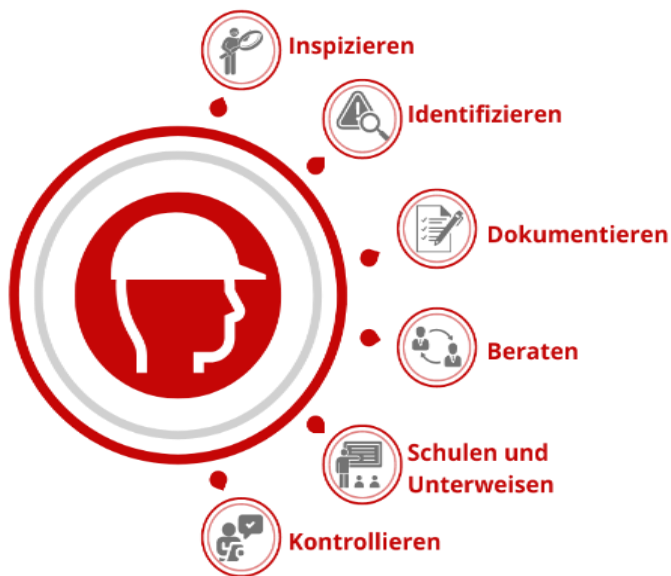 Inspizieren
Identifizieren
Dokumentieren
Beraten
Schulen und
Unterweisen
Kontrollieren